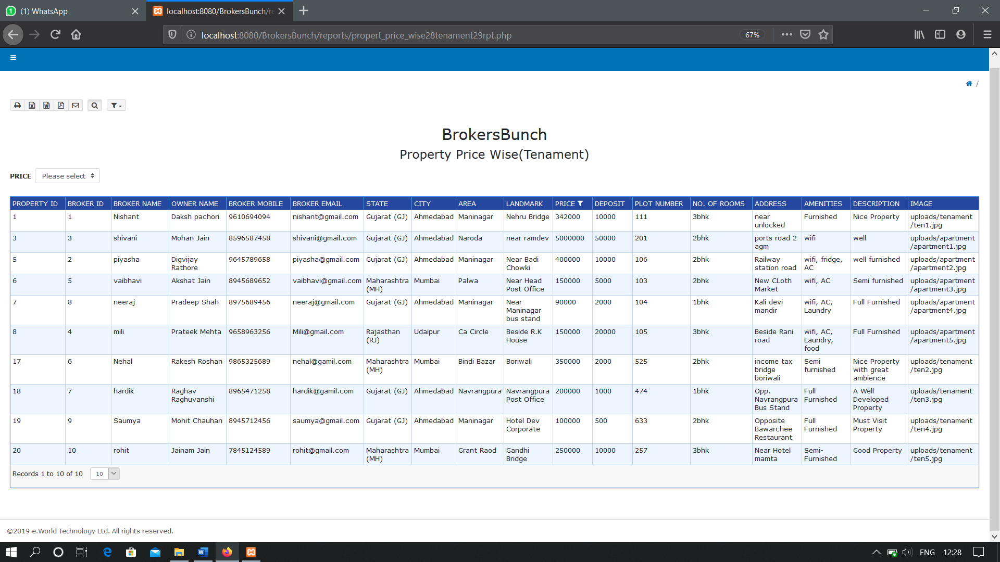 (1) WhatsApp
localhost:8080/BrokersBunch/re
localhost:8080/BrokersBunch/reports/propert_price_wise28tenament29rpt.php
67%
/
BrokersBunch
Property Price Wise(Tenament)
PRICE Please select
PROPERTY ID BROKER ID BROKER NAME OWNER NAME BROKER MOBILE BROKER EMAIL STATE CITY AREA LANDMARK PRICE DEPOSIT PLOT NUMBER NO. OF ROOMS ADDRESS AMENITIES DESCRIPTION IMAGE
1 1 Nishant Daksh pachori 9610694094 nishant@gmail.com Gujarat (GJ) Ahmedabad Maninagar Nehru Bridge 342000 10000 111 3bhk near Furnished Nice Property uploads/tenament
unlocked /ten1.jpg
3 3 shivani Mohan Jain 8596587458 shivani@gmail.com Gujarat (GJ) Ahmedabad Naroda near ramdev 5000000 50000 201 2bhk ports road 2 wifi well uploads/apartment
agm /apartment1.jpg
5 2 piyasha Digvijay 9645789658 piyasha@gmail.com Gujarat (GJ) Ahmedabad Maninagar Near Badi 400000 10000 106 2bhk Railway wifi, fridge, well furnished uploads/apartment
Rathore Chowki station road AC /apartment2.jpg
6 5 vaibhavi Akshat Jain 8945689652 vaibhavi@gmail.com Maharashtra Mumbai Palwa Near Head 150000 5000 103 2bhk New CLoth wifi, AC Semi furnished uploads/apartment
(MH) Post Office Market /apartment3.jpg
7 8 neeraj Pradeep Shah 8975689456 neeraj@gmail.com Gujarat (GJ) Ahmedabad Maninagar Near 90000 2000 104 1bhk Kali devi wifi, AC, Full Furnished uploads/apartment
Maninagar mandir Laundry /apartment4.jpg
bus stand
8 4 mili Prateek Mehta 9658963256 Mili@gmail.com Rajasthan Udaipur Ca Circle Beside R.K 150000 20000 105 3bhk Beside Rani wifi, AC, Full Furnished uploads/apartment
(RJ) House road Laundry, /apartment5.jpg
food
17 6 Nehal Rakesh Roshan 9865325689 nehal@gamil.com Maharashtra Mumbai Bindi Bazar Boriwali 350000 2000 525 2bhk income tax Semi Nice Property uploads/tenament
(MH) bridge furnished with great /ten2.jpg
boriwali ambience
18 7 hardik Raghav 8965471258 hardik@gamil.com Gujarat (GJ) Ahmedabad Navrangpura Navrangpura 200000 1000 474 1bhk Opp. Full A Well uploads/tenament
Raghuvanshi Post Office Navrangpura Furnished Developed /ten3.jpg
Bus Stand Property
19 9 Saumya Mohit Chauhan 8945712456 saumya@gmail.com Gujarat (GJ) Ahmedabad Maninagar Hotel Dev 100000 500 633 2bhk Opposite Full Must Visit uploads/tenament
Corporate Bawarchee Furnished Property /ten4.jpg
Restaurant
20 10 rohit Jainam Jain 7845124589 rohit@gmail.com Maharashtra Mumbai Grant Raod Gandhi 250000 10000 257 3bhk Near Hotel Semi- Good Property uploads/tenament
(MH) Bridge mamta Furnished /ten5.jpg
Records 1 to 10 of 10 10
©2019 e.World Technology Ltd. All rights reserved.
ENG 12:28